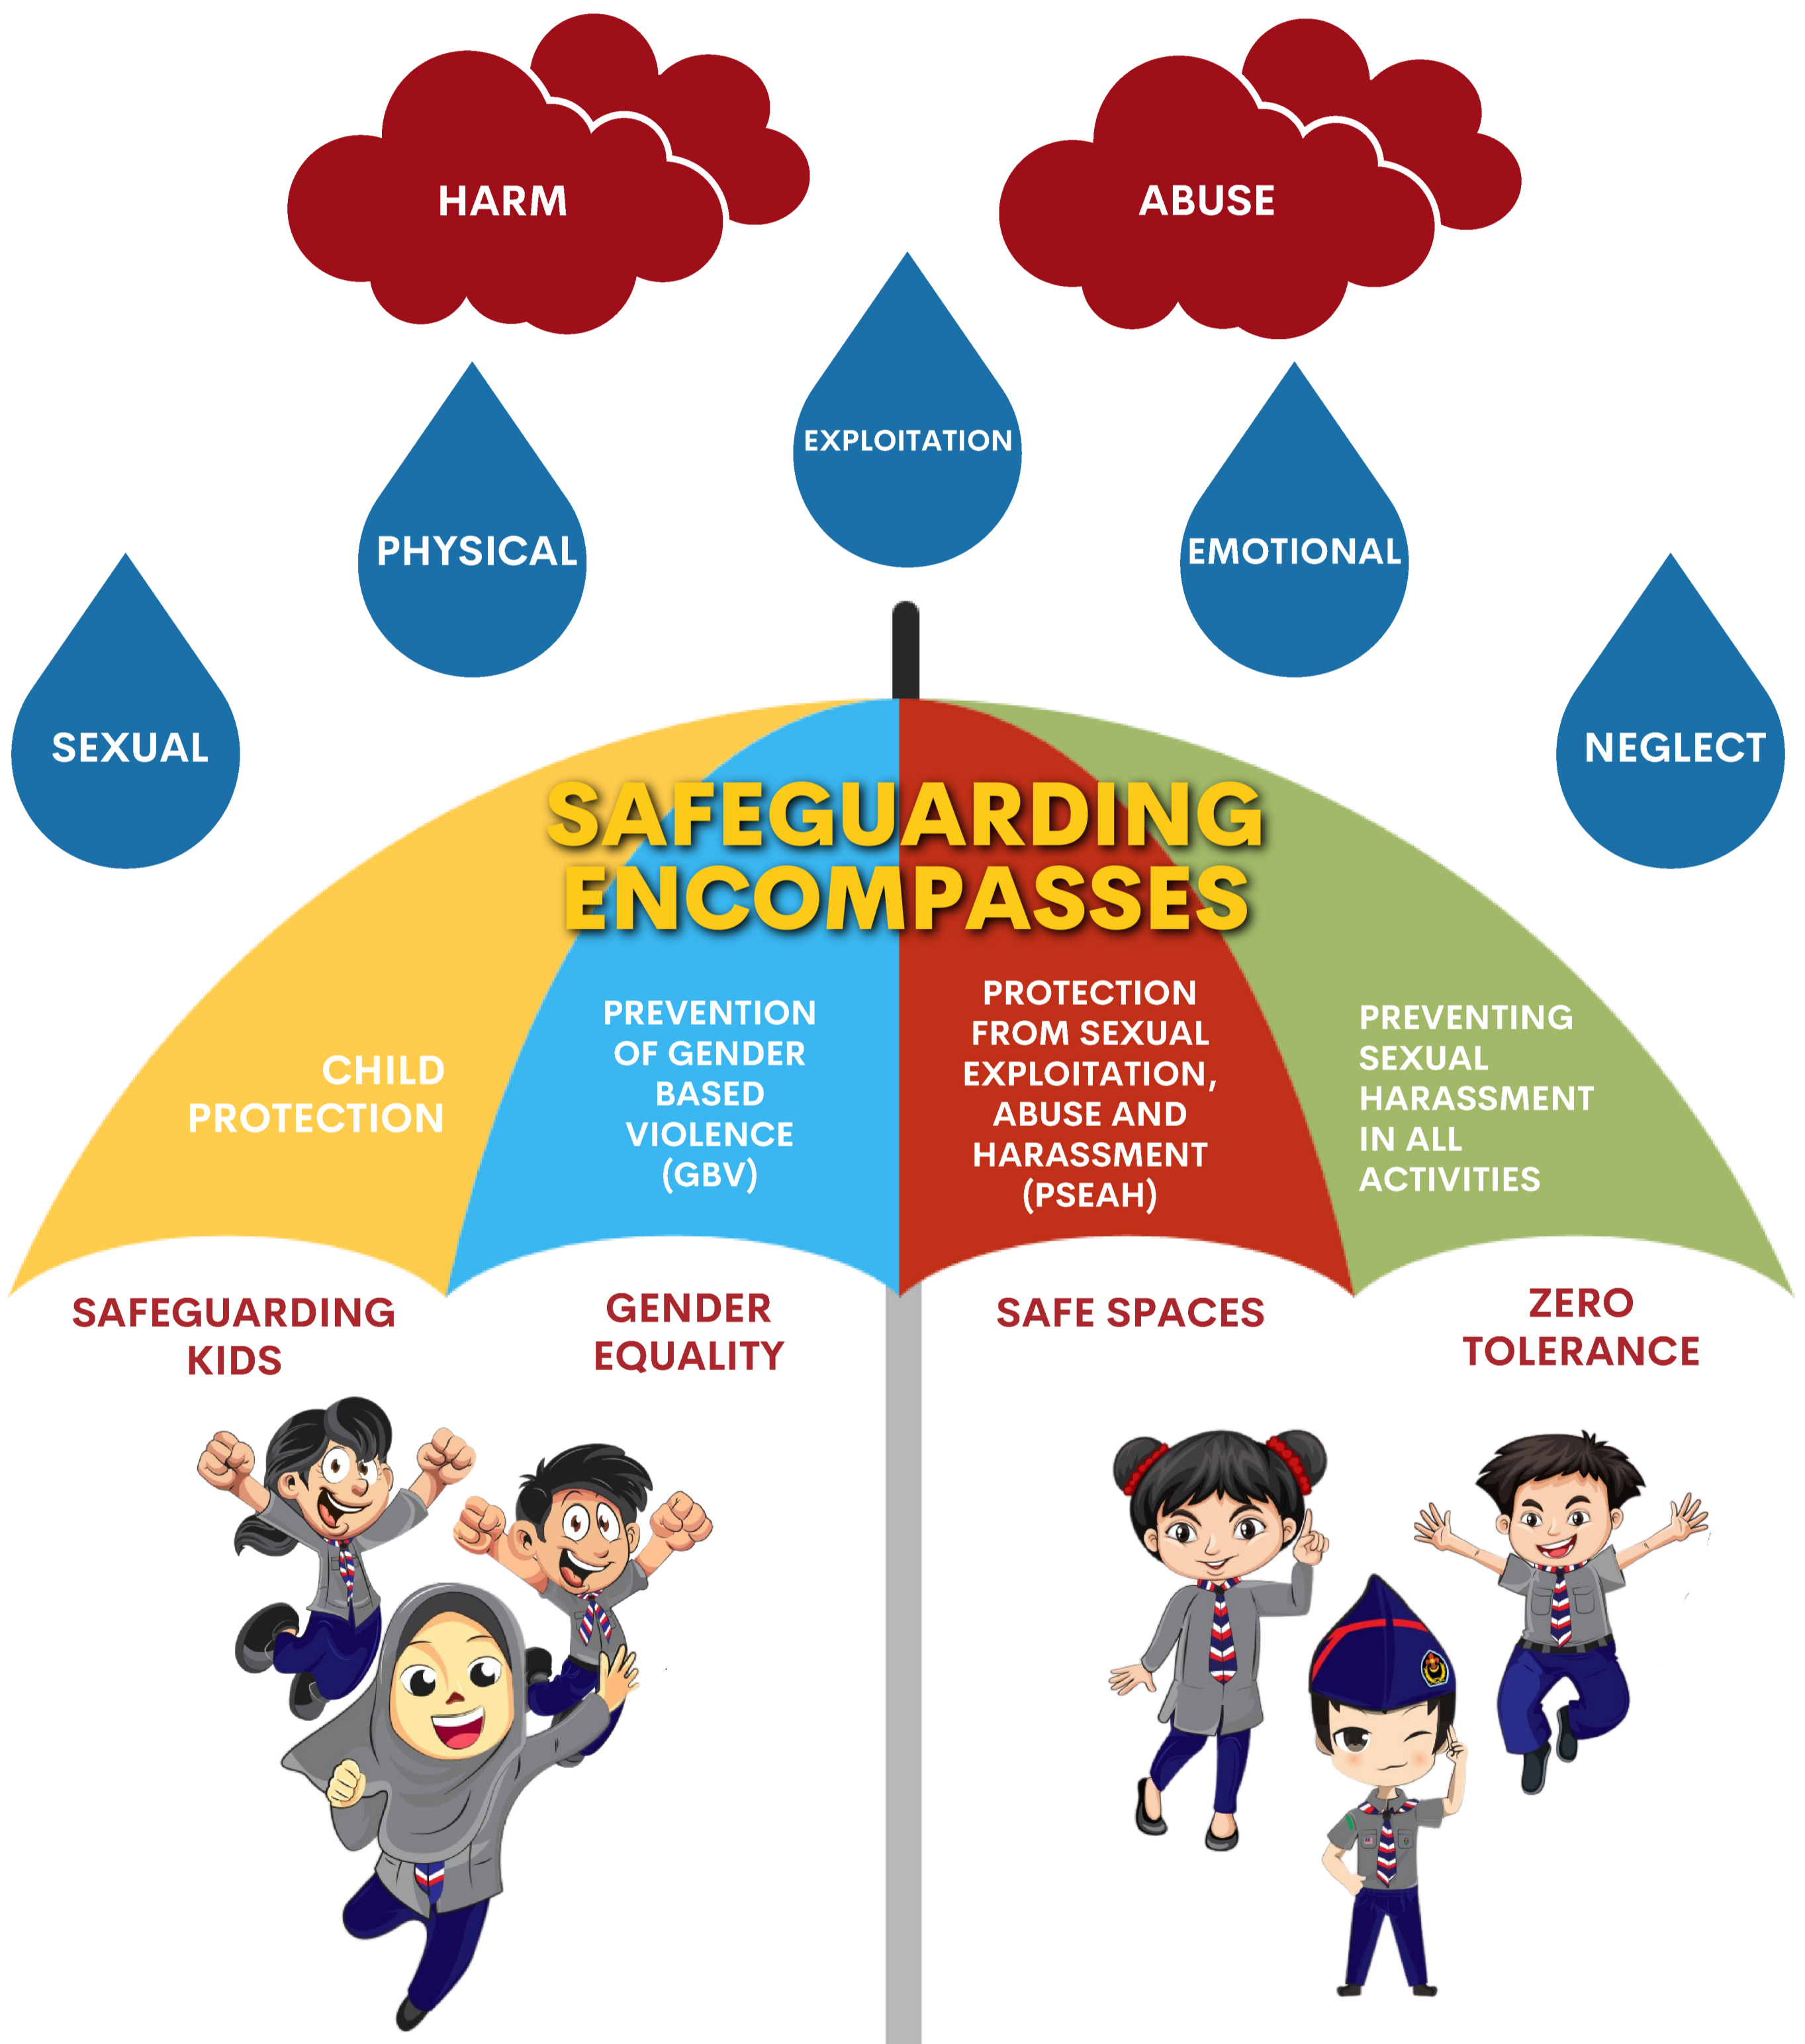 HARM
ABUSE
EXPLOITATION
PHYSICAL
EMOTIONAL
SEXUAL
NEGLECT
SAFEGUARDING
ENCOMPASSES
CHILD
PROTECTION
PREVENTION
OF GENDER
BASED
VIOLENCE
(GBV)
PROTECTION
FROM SEXUAL
EXPLOITATION,
ABUSE AND
HARASSMENT
(PSEAH)
PREVENTING
SEXUAL
HARASSMENT
IN ALL
ACTIVITIES
SAFEGUARDING
KIDS
GENDER
EQUALITY
SAFE SPACES
ZERO
TOLERANCE